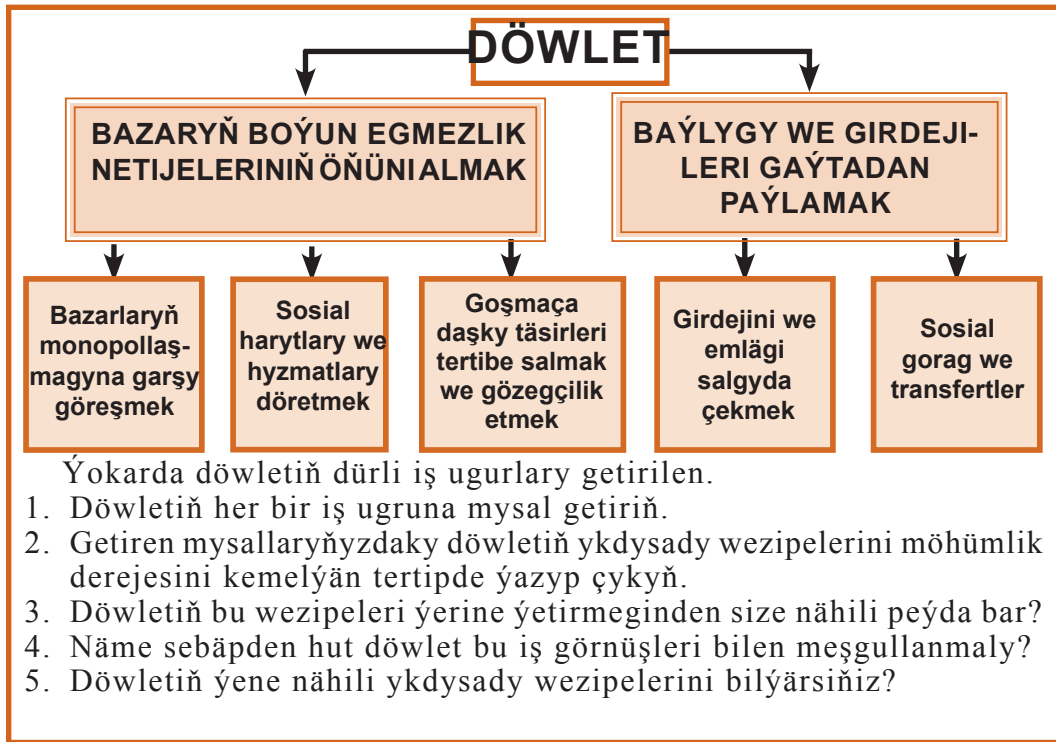 DÖWLET
BAZARYŇ BOÝUN EGMEZLIK
NETIJELERINIŇ ÖŇÜNI ALMAK
BAÝLYGY WE GIRDEJI-
LERI GAÝTADAN
PAÝLAMAK
Bazarlaryň
monopollaş-
magyna garşy
göreşmek
Sosial
harytlary we
hyzmatlary
döretmek
Goşmaça
daşky täsirleri
tertibe salmak
we gözegçilik
etmek
Girdejini we
emlägi
salgyda
çekmek
Sosial
gorag we
transfertler
Ýokarda döwletiň dürli iş ugurlary getirilen.
1. Döwletiň her bir iş ugruna mysal getiriň.
2. Getiren mysallaryňyzdaky döwletiň ykdysady wezipelerini möhümlik
derejesini kemelýän tertipde ýazyp çykyň.
3. Döwletiň bu wezipeleri ýerine ýetirmeginden size nähili peýda bar?
4. Näme sebäpden hut döwlet bu iş görnüşleri bilen meşgullanmaly?
5. Döwletiň ýene nähili ykdysady wezipelerini bilýärsiňiz?